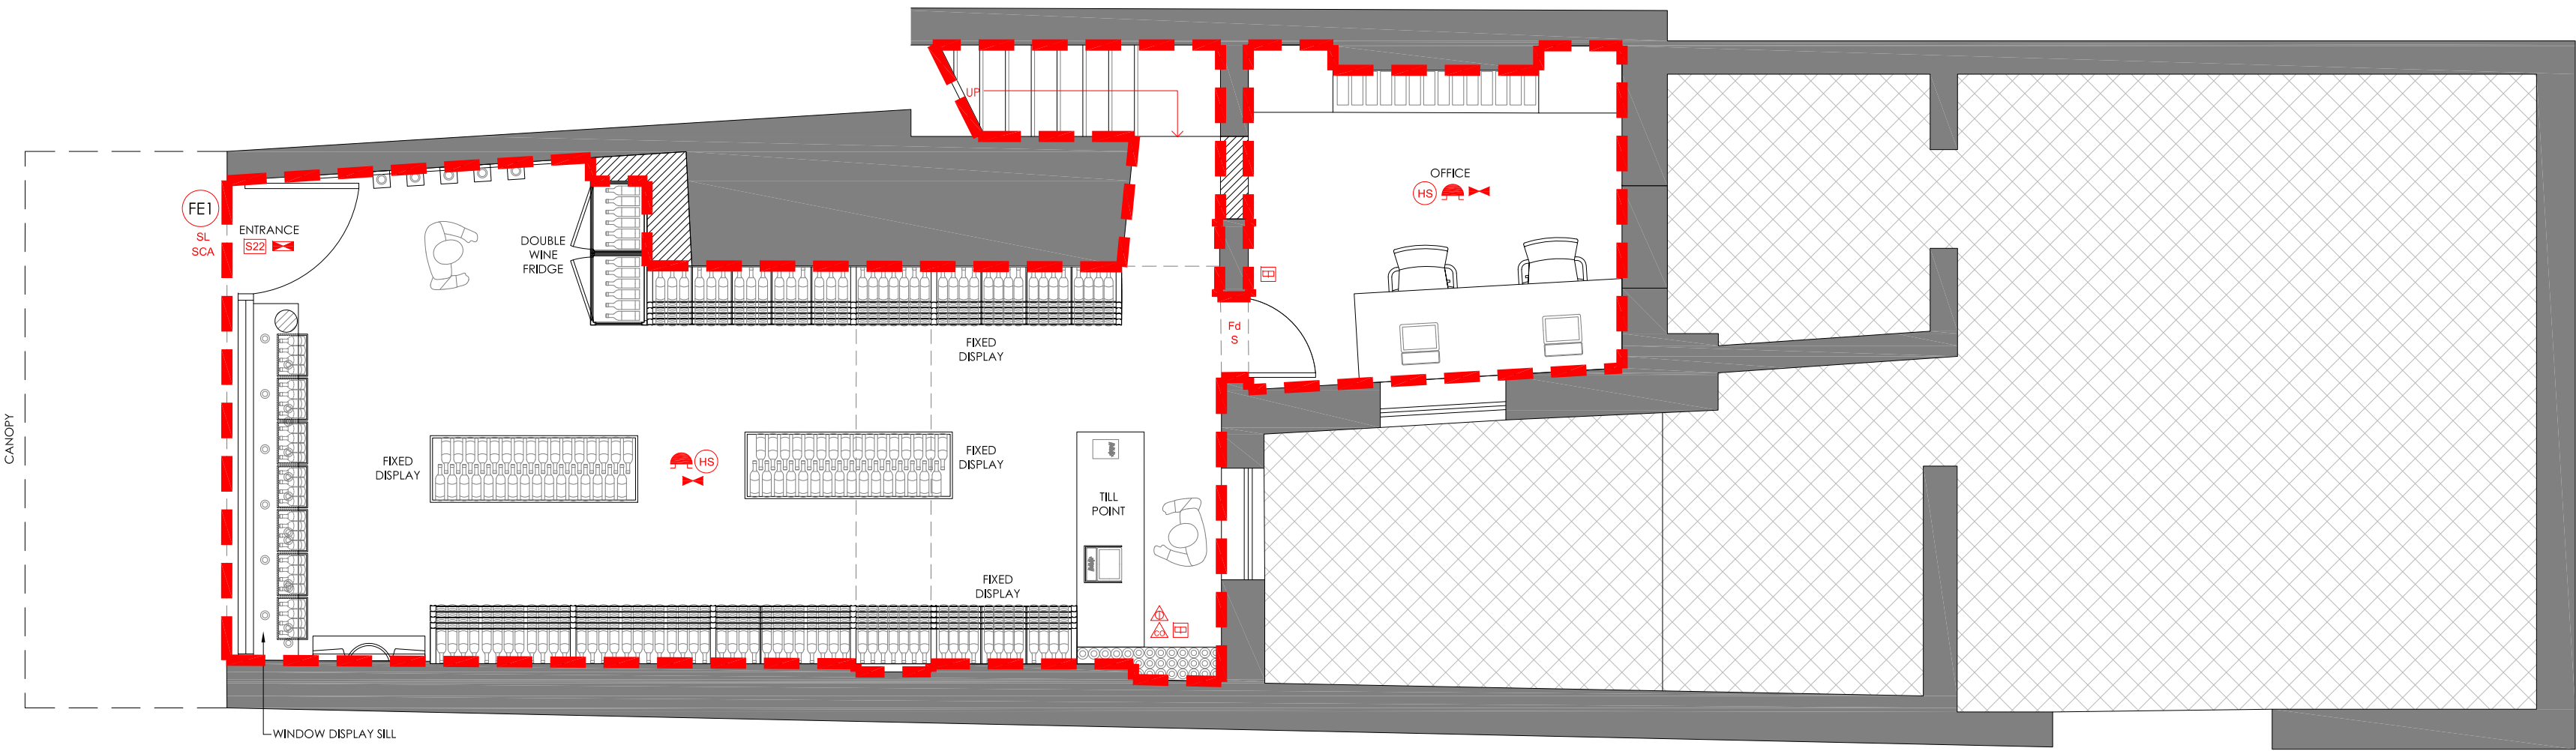 UP
OFFICE
HS
FE1
SL
SCA
ENTRANCE
S22
DOUBLE
WINE
FRIDGE
FIXED
DISPLAY
Fd
S
CANOPY
FIXED
DISPLAY
HS
FIXED
DISPLAY
TILL
POINT
FIXED
DISPLAY
CO
WINDOW DISPLAY SILL